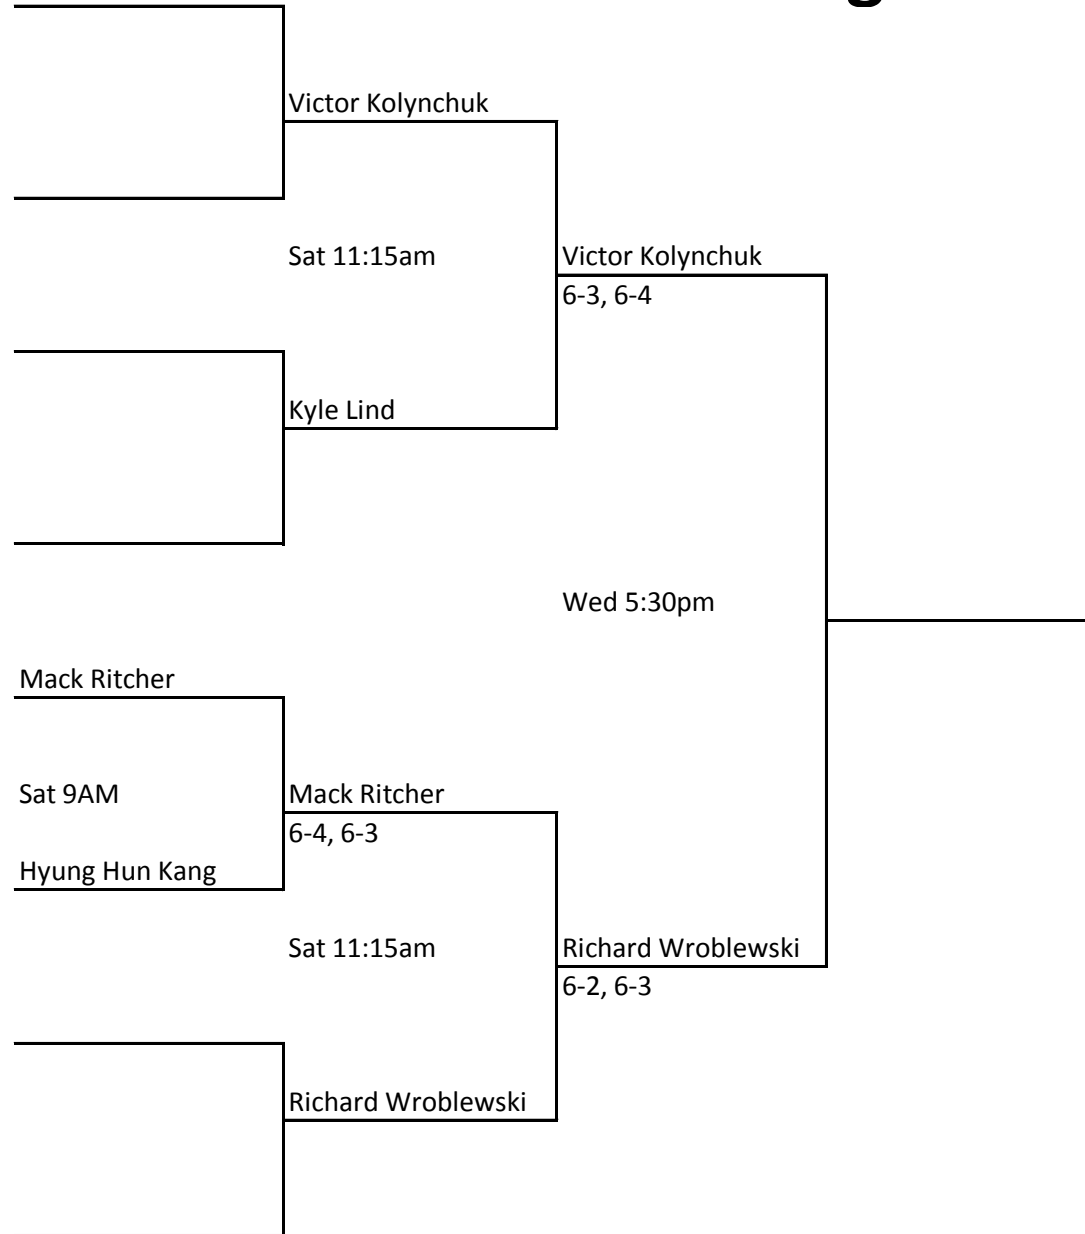 Victor Kolynchuk
Sat 11:15am
Victor Kolynchuk
6-3, 6-4
Kyle Lind
Wed 5:30pm
Mack Ritcher
Sat 9AM
Mack Ritcher
6-4, 6-3
Hyung Hun Kang
Sat 11:15am
Richard Wroblewski
6-2, 6-3
Richard Wroblewski